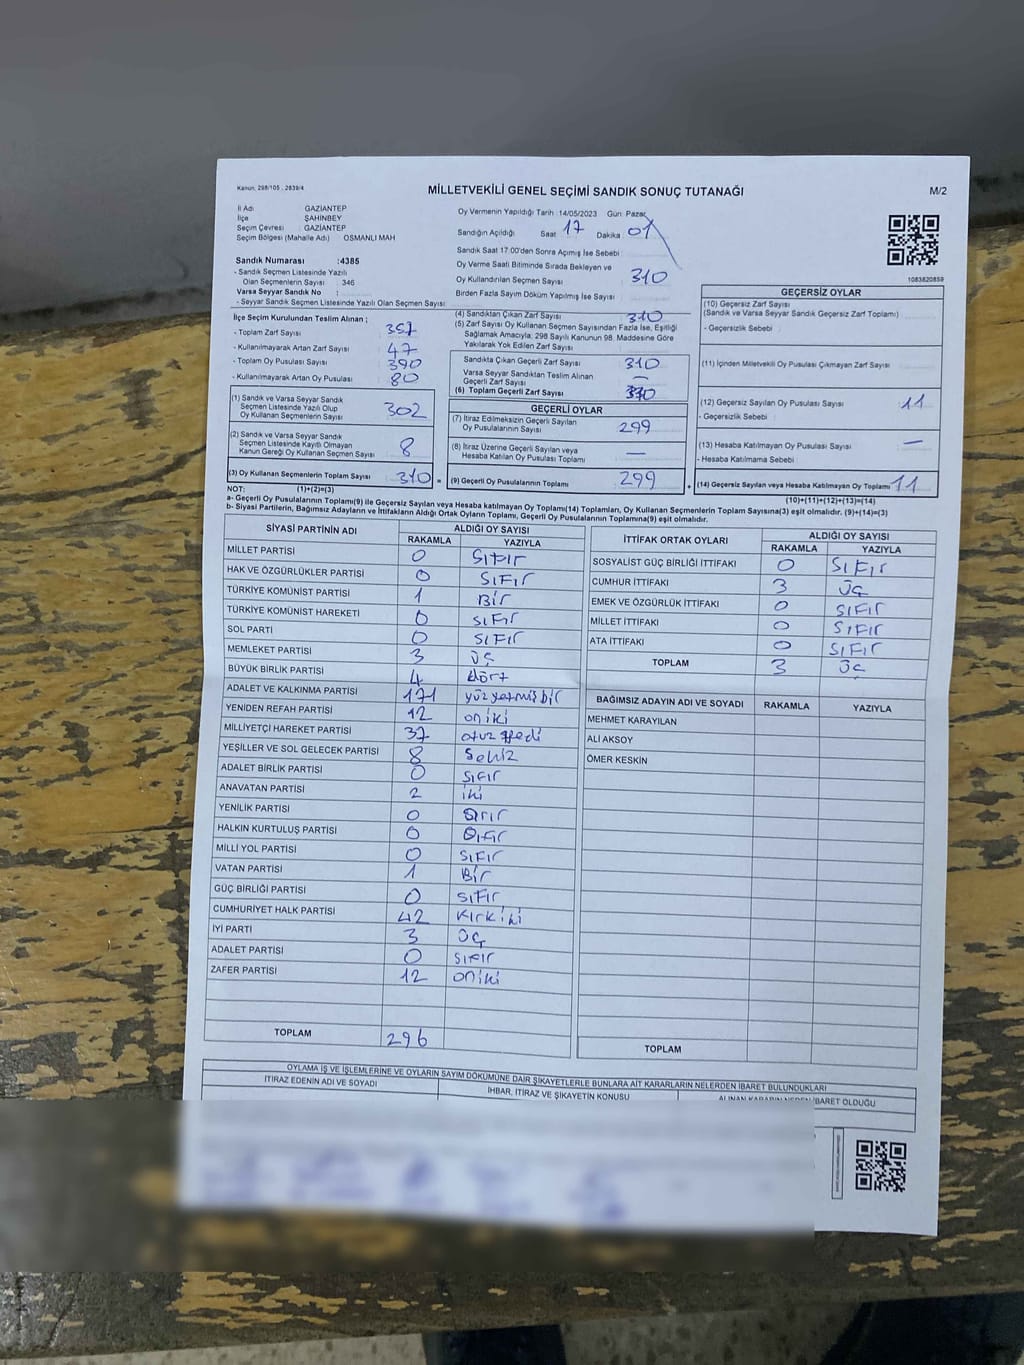 Kanun, 298/105 , 2839/4
MİLLETVEKİLİ GENEL SEÇİMİ SANDIK SONUÇ TUTANAĞI
M/2
İl Adı GAZİANTEP
İlçe ŞAHİNBEY
Seçim Çevresi GAZİANTEP
Seçim Bölgesi (Mahalle Adı) OSMANLI MAH
Sandık Numarası :4385
- Sandık Seçmen Listesinde Yazılı
Olan Seçmenlerin Sayısı : 346
Varsa Seyyar Sandık No :
- Seyyar Sandık Seçmen Listesinde Yazılı Olan Seçmen Sayısı:
Oy Vermenin Yapıldığı Tarih : 14/05/2023 Gün: Pazar
Sandığın Açıldığı Saat 17 Dakika : 01
Sandık Saat 17:00'den Sonra Açımış İse Sebebi :
Oy Verme Saati Bitiminde Sırada Bekleyen ve
Oy Kullandırılan Seçmen Sayısı 310
Birden Fazla Sayım Döküm Yapılmış İse Sayısı :
1083820859
İlçe Seçim Kurulundan Teslim Alınan ;
- Toplam Zarf Sayısı 357
- Kullanılmayarak Artan Zarf Sayısı 47
- Toplam Oy Pusulası Sayısı 390
- Kullanılmayarak Artan Oy Pusulası 80
(1) Sandık ve Varsa Seyyar Sandık
Seçmen Listesinde Yazılı Olup
Oy Kullanan Seçmenlerin Sayısı 302
(2) Sandık ve Varsa Seyyar Sandık
Seçmen Listesinde Kayıtlı Olmayan
Kanun Gereği Oy Kullanan Seçmen Sayısı 8
(3) Oy Kullanan Seçmenlerin Toplam Sayısı 310 =
(4) Sandıktan Çıkan Zarf Sayısı 310
(5) Zarf Sayısı Oy Kullanan Seçmen Sayısından Fazla İse, Eşitliği
Sağlamak Amacıyla; 298 Sayılı Kanunun 98. Maddesine Göre
Yakılarak Yok Edilen Zarf Sayısı
Sandıkta Çıkan Geçerli Zarf Sayısı 310
Varsa Seyyar Sandıktan Teslim Alınan
Geçerli Zarf Sayısı —
(6) Toplam Geçerli Zarf Sayısı 310
GEÇERLİ OYLAR
(7) İtiraz Edilmeksizin Geçerli Sayılan
Oy Pusulalarının Sayısı 299
(8) İtiraz Üzerine Geçerli Sayılan veya
Hesaba Katılan Oy Pusulası Toplamı —
(9) Geçerli Oy Pusulalarının Toplamı 299 +
GEÇERSİZ OYLAR
(10) Geçersiz Zarf Sayısı
(Sandık ve Varsa Seyyar Sandık Geçersiz Zarf Toplamı)
- Geçersizlik Sebebi
(11) İçinden Milletvekili Oy Pusulası Çıkmayan Zarf Sayısı
(12) Geçersiz Sayılan Oy Pusulası Sayısı : 11
- Geçersizlik Sebebi
(13) Hesaba Katılmayan Oy Pusulası Sayısı —
- Hesaba Katılmama Sebebi
(14) Geçersiz Sayılan veya Hesaba Katılmayan Oy Toplamı 11
NOT: (1)+(2)=(3)
(10)+(11)+(12)+(13)=(14)
a- Geçerli Oy Pusulalarının Toplamı(9) ile Geçersiz Sayılan veya Hesaba katılmayan Oy Toplamı(14) Toplamları, Oy Kullanan Seçmenlerin Toplam Sayısına(3) eşit olmalıdır. (9)+(14)=(3)
b- Siyasi Partilerin, Bağımsız Adayların ve İttifakların Aldığı Ortak Oyların Toplamı, Geçerli Oy Pusulalarının Toplamına(9) eşit olmalıdır.
SİYASİ PARTİNİN ADI ALDIĞI OY SAYISI
RAKAMLA YAZIYLA
MİLLET PARTİSİ 0 Sıfır
HAK VE ÖZGÜRLÜKLER PARTİSİ 0 SIFIR
TÜRKİYE KOMÜNİST PARTİSİ 1 BİR
TÜRKİYE KOMÜNİST HAREKETİ 0 SIFIR
SOL PARTİ 0 SIFIR
MEMLEKET PARTİSİ 3 üç
BÜYÜK BİRLİK PARTİSİ 4 dört
ADALET VE KALKINMA PARTİSİ 171 yüz yetmiş bir
YENİDEN REFAH PARTİSİ 12 oniki
MİLLİYETÇİ HAREKET PARTİSİ 37 otuz yedi
YEŞİLLER VE SOL GELECEK PARTİSİ 8 Sekiz
ADALET BİRLİK PARTİSİ 0 SIFIR
ANAVATAN PARTİSİ 2 iki
YENİLİK PARTİSİ 0 SIFIR
HALKIN KURTULUŞ PARTİSİ 0 SIFIR
MİLLİ YOL PARTİSİ 0 SIFIR
VATAN PARTİSİ 1 BİR
GÜÇ BİRLİĞİ PARTİSİ 0 SIFIR
CUMHURİYET HALK PARTİSİ 42 Kırkiki
İYİ PARTİ 3 ÜÇ
ADALET PARTİSİ 0 SIFIR
ZAFER PARTİSİ 12 oniki
TOPLAM 296
İTTİFAK ORTAK OYLARI ALDIĞI OY SAYISI
RAKAMLA YAZIYLA
SOSYALİST GÜÇ BİRLİĞİ İTTİFAKI 0 SIFIR
CUMHUR İTTİFAKI 3 ÜÇ
EMEK VE ÖZGÜRLÜK İTTİFAKI 0 SIFIR
MİLLET İTTİFAKI 0 SIFIR
ATA İTTİFAKI 0 SIFIR
TOPLAM 3 ÜÇ
BAĞIMSIZ ADAYIN ADI VE SOYADI RAKAMLA YAZIYLA
MEHMET KARAYILAN
ALİ AKSOY
ÖMER KESKİN
TOPLAM
OYLAMA İŞ VE İŞLEMLERİNE VE OYLARIN SAYIM DÖKÜMÜNE DAİR ŞİKAYETLERLE BUNLARA AİT KARARLARIN NELERDEN İBARET BULUNDUKLARI
İTİRAZ EDENİN ADI VE SOYADI İHBAR, İTİRAZ VE ŞİKAYETİN KONUSU ALINAN KARARIN NEDEN İBARET OLDUĞU